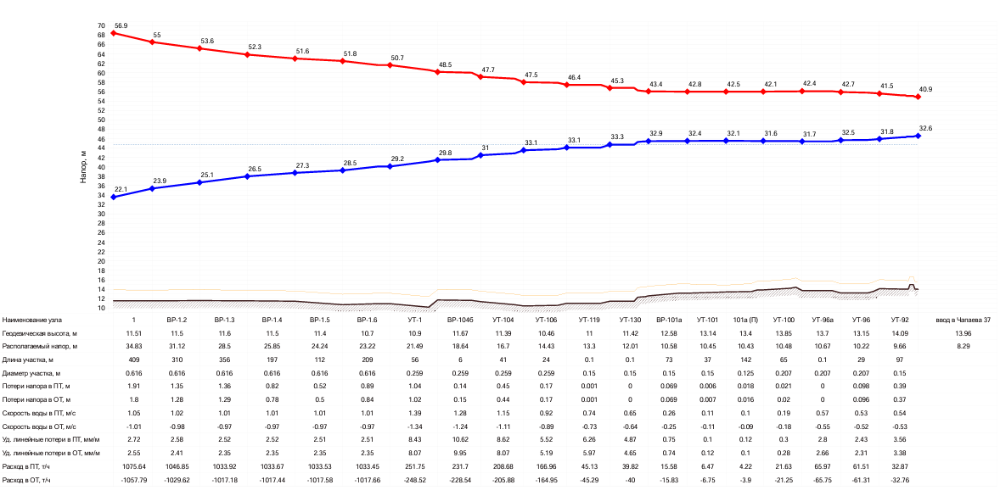 70
68
66
64
62
60
58
56
54
52
50
48
46
44
42
40
38
36
34
32
30
28
26
24
22
20
18
16
14
12
10
Напор, м
56.9 55 53.6 52.3 51.6 51.8 50.7 48.5 47.7 47.5 46.4 45.3 43.4 42.8 42.5 42.1 42.4 42.7 41.5 40.9
22.1 23.9 25.1 26.5 27.3 28.5 29.2 29.8 31 33.1 33.1 33.3 32.9 32.4 32.1 31.6 31.7 32.5 31.8 32.6
Наименование узла 1 ВР-1.2 ВР-1.3 ВР-1.4 ВР-1.5 ВР-1.6 УТ-1 ВР-104б УТ-104 УТ-106 УТ-119 УТ-130 ВР-101а УТ-101 101а (П) УТ-100 УТ-96а УТ-96 УТ-92 ввод в Чапаева 37
Геодезическая высота, м 11.51 11.5 11.6 11.5 11.4 10.7 10.9 11.67 11.39 10.46 11 11.42 12.58 13.14 13.4 13.85 13.7 13.15 14.09 13.96
Располагаемый напор, м 34.83 31.12 28.5 25.85 24.24 23.22 21.49 18.64 16.7 14.43 13.3 12.01 10.58 10.45 10.43 10.48 10.67 10.22 9.66 8.29
Длина участка, м 409 310 356 197 112 209 56 6 41 24 0.1 0.1 73 37 142 65 0.1 29 97
Диаметр участка, м 0.616 0.616 0.616 0.616 0.616 0.616 0.259 0.259 0.259 0.259 0.15 0.15 0.15 0.15 0.125 0.207 0.207 0.207 0.15
Потери напора в ПТ, м 1.91 1.35 1.36 0.82 0.52 0.89 1.04 0.14 0.45 0.17 0.001 0 0.069 0.006 0.018 0.021 0 0.098 0.39
Потери напора в ОТ, м 1.8 1.28 1.29 0.78 0.5 0.84 1.02 0.15 0.44 0.17 0.001 0 0.069 0.007 0.016 0.02 0 0.096 0.37
Скорость воды в ПТ, м/с 1.05 1.02 1.01 1.01 1.01 1.01 1.39 1.28 1.15 0.92 0.74 0.65 0.26 0.11 0.1 0.19 0.57 0.53 0.54
Скорость воды в ОТ, м/с -1.01 -0.98 -0.97 -0.97 -0.97 -0.97 -1.34 -1.24 -1.11 -0.89 -0.73 -0.64 -0.25 -0.11 -0.09 -0.18 -0.55 -0.52 -0.53
Уд. линейные потери в ПТ, мм/м 2.72 2.58 2.52 2.52 2.51 2.51 8.43 10.62 8.62 5.52 6.26 4.87 0.75 0.1 0.12 0.3 2.8 2.43 3.56
Уд. линейные потери в ОТ, мм/м 2.55 2.41 2.35 2.35 2.35 2.35 8.07 9.95 8.07 5.19 5.97 4.65 0.74 0.12 0.1 0.28 2.66 2.31 3.38
Расход в ПТ, т/ч 1075.64 1046.85 1033.92 1033.67 1033.53 1033.45 251.75 231.7 208.68 166.96 45.13 39.82 15.58 6.47 4.22 21.63 65.97 61.51 32.87
Расход в ОТ, т/ч -1057.79 -1029.62 -1017.18 -1017.44 -1017.58 -1017.66 -248.52 -228.54 -205.88 -164.95 -45.29 -40 -15.83 -6.75 -3.9 -21.25 -65.75 -61.31 -32.76